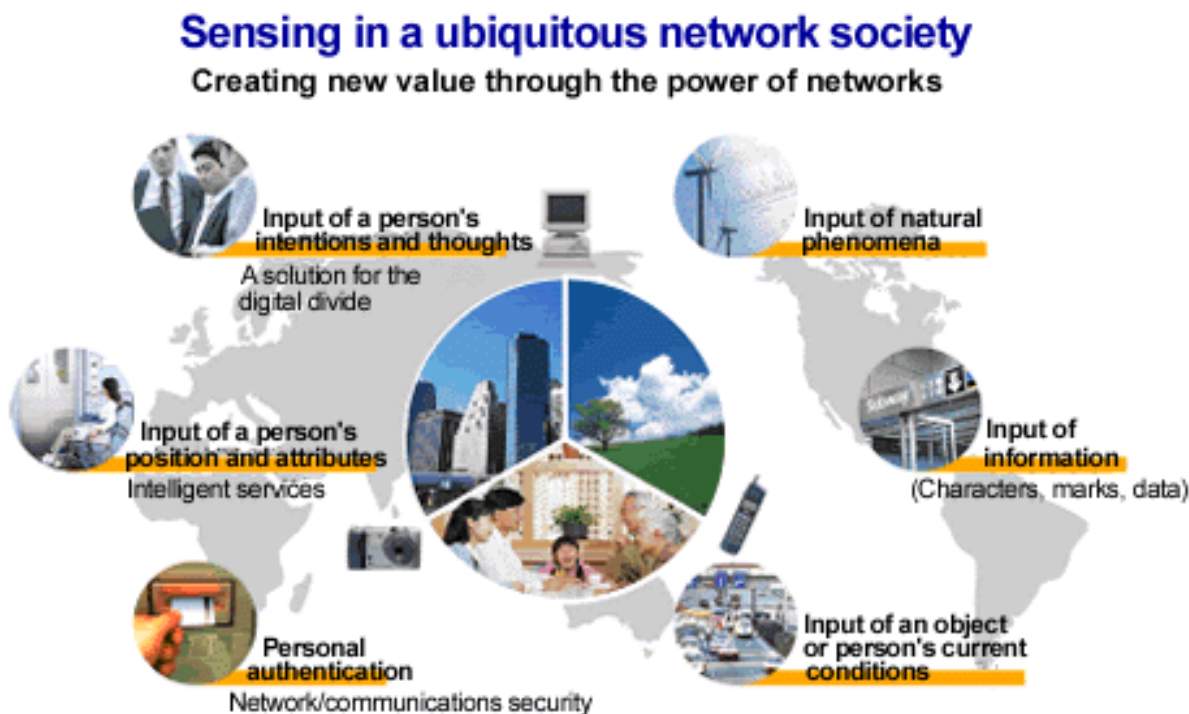 Sensing in a ubiquitous network society
Creating new value through the power of networks
Input of a person's
intentions and thoughts
A solution for the
digital divide
Input of natural
phenomena
Input of a person's
position and attributes
Intelligent services
Subway
Input of
information
(Characters, marks, data)
Personal
authentication
Network/communications security
Input of an object
or person's current
conditions